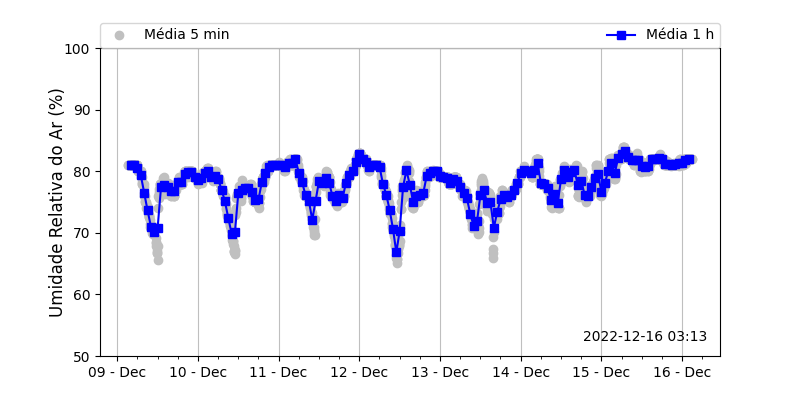 Média 5 min
Média 1 h
100
90
80
70
60
50
Umidade Relativa do Ar (%)
2022-12-16 03:13
09 - Dec
10 - Dec
11 - Dec
12 - Dec
13 - Dec
14 - Dec
15 - Dec
16 - Dec